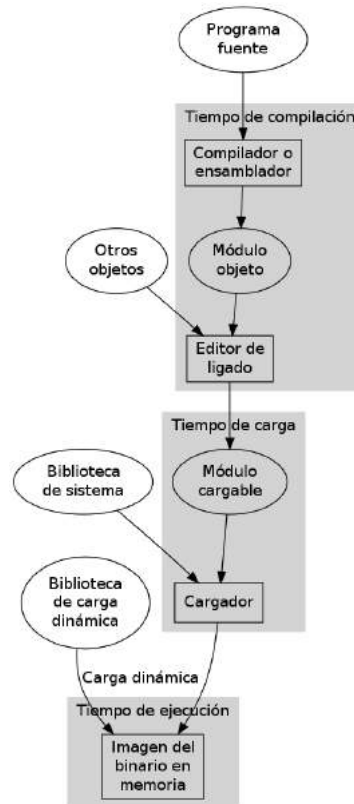 Programa
fuente
Tiempo de compilación
Compilador o
ensamblador
Otros
objetos
Módulo
objeto
Editor de
ligado
Tiempo de carga
Biblioteca
de sistema
Módulo
cargable
Biblioteca
de carga
dinámica
Cargador
Carga dinámica
Tiempo de ejecución
Imagen del
binario en
memoria